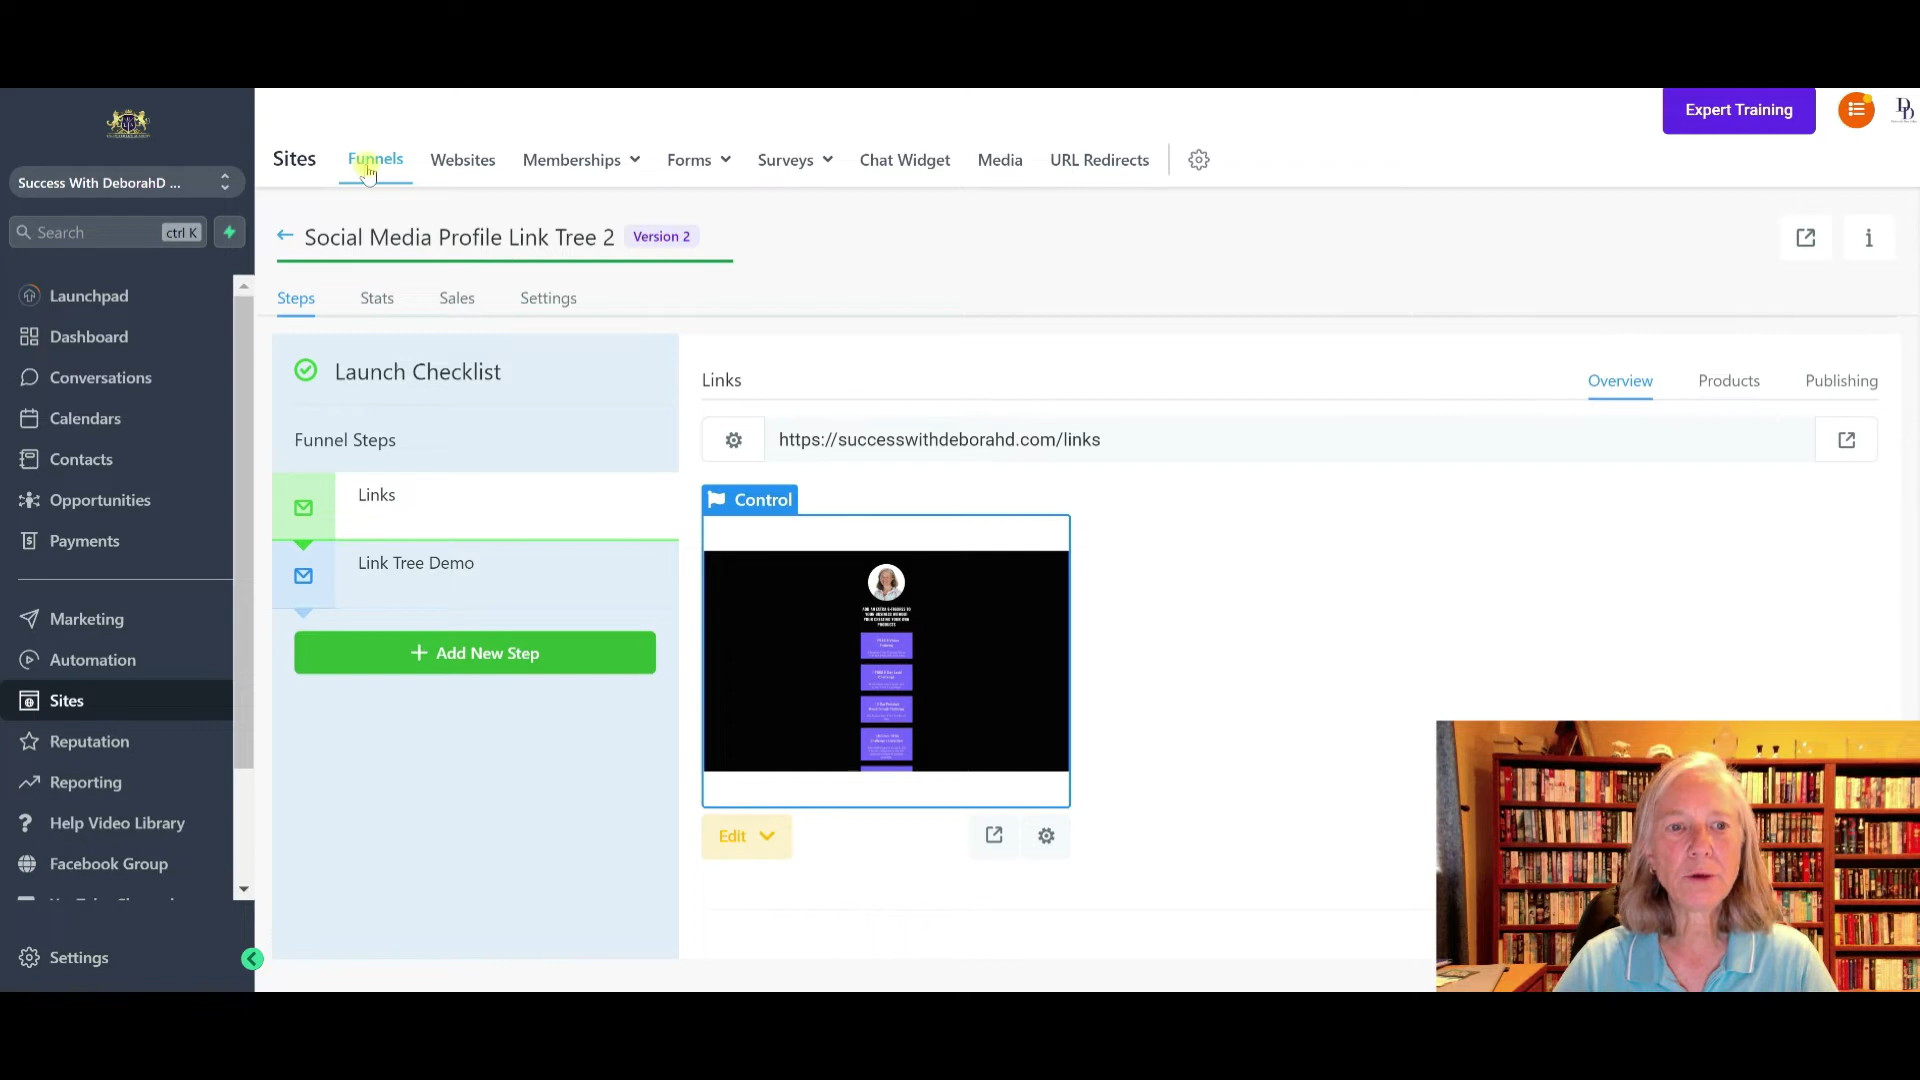 Expert Training
Sites
Funnels
Websites
Memberships
Forms
Surveys
Chat Widget
Media
URL Redirects
Success With DeborahD ...
Search
ctrl K
Launchpad
Dashboard
Conversations
Calendars
Contacts
Opportunities
Payments
Marketing
Automation
Sites
Reputation
Reporting
Help Video Library
Facebook Group
Settings
Social Media Profile Link Tree 2
Version 2
Steps
Stats
Sales
Settings
Launch Checklist
Funnel Steps
Links
Link Tree Demo
+ Add New Step
Links
Overview
Products
Publishing
https://successwithdeborahd.com/links
Control
Edit